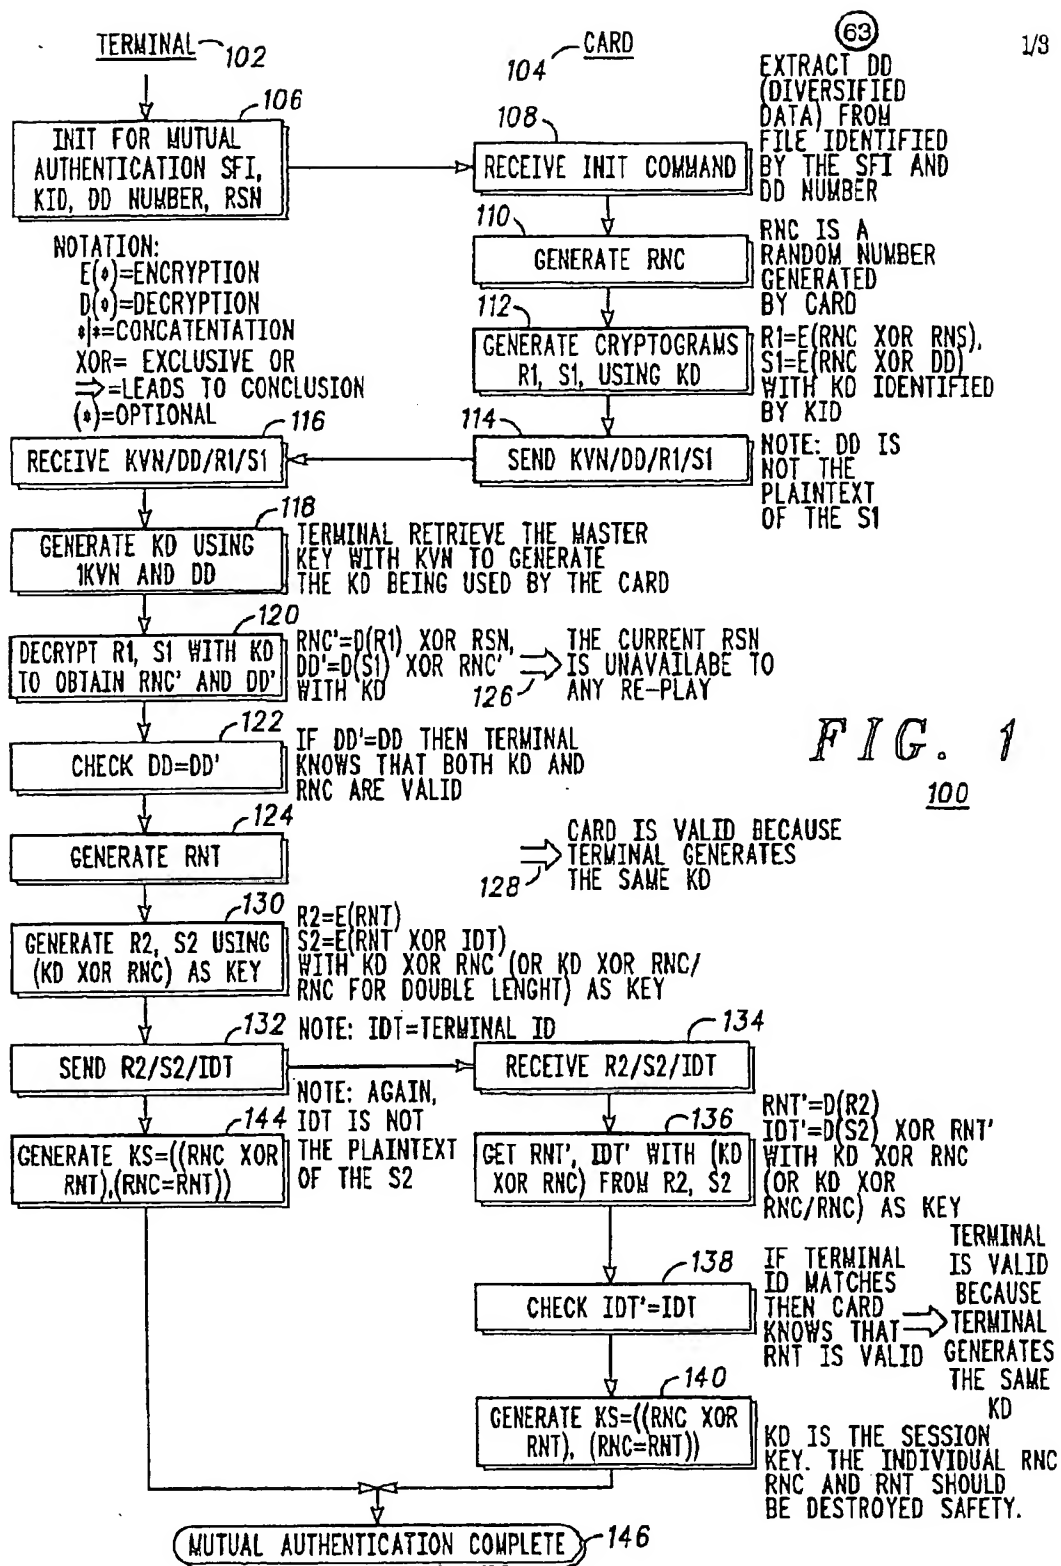 TERMINAL 102
104 CARD
63
1/3
106
INIT FOR MUTUAL
AUTHENTICATION SFI,
KID, DD NUMBER, RSN
108
RECEIVE INIT COMMAND
EXTRACT DD
(DIVERSIFIED
DATA) FROM
FILE IDENTIFIED
BY THE SFI AND
DD NUMBER
NOTATION:
E(*)=ENCRYPTION
D(*)=DECRYPTION
*|*=CONCATENTATION
XOR= EXCLUSIVE OR
⇒=LEADS TO CONCLUSION
(*)=OPTIONAL
110
GENERATE RNC
RNC IS A
RANDOM NUMBER
GENERATED
BY CARD
112
GENERATE CRYPTOGRAMS
R1, S1, USING KD
R1=E(RNC XOR RNS),
S1=E(RNC XOR DD)
WITH KD IDENTIFIED
BY KID
114
SEND KVN/DD/R1/S1
NOTE: DD IS
NOT THE
PLAINTEXT
OF THE S1
116
RECEIVE KVN/DD/R1/S1
118
GENERATE KD USING
1KVN AND DD
TERMINAL RETRIEVE THE MASTER
KEY WITH KVN TO GENERATE
THE KD BEING USED BY THE CARD
120
DECRYPT R1, S1 WITH KD
TO OBTAIN RNC' AND DD'
RNC'=D(R1) XOR RSN,
DD'=D(S1) XOR RNC'
WITH KD
126
THE CURRENT RSN
IS UNAVAILABE TO
ANY RE-PLAY
122
CHECK DD=DD'
IF DD'=DD THEN TERMINAL
KNOWS THAT BOTH KD AND
RNC ARE VALID
FIG. 1
100
124
GENERATE RNT
128
CARD IS VALID BECAUSE
TERMINAL GENERATES
THE SAME KD
130
GENERATE R2, S2 USING
(KD XOR RNC) AS KEY
R2=E(RNT)
S2=E(RNT XOR IDT)
WITH KD XOR RNC (OR KD XOR RNC/
RNC FOR DOUBLE LENGHT) AS KEY
132
NOTE: IDT=TERMINAL ID
SEND R2/S2/IDT
134
RECEIVE R2/S2/IDT
NOTE: AGAIN,
IDT IS NOT
THE PLAINTEXT
OF THE S2
144
GENERATE KS=((RNC XOR
RNT),(RNC=RNT))
136
GET RNT', IDT' WITH (KD
XOR RNC) FROM R2, S2
RNT'=D(R2)
IDT'=D(S2) XOR RNT'
WITH KD XOR RNC
(OR KD XOR
RNC/RNC) AS KEY
138
CHECK IDT'=IDT
IF TERMINAL
ID MATCHES
THEN CARD
KNOWS THAT
RNT IS VALID
TERMINAL
IS VALID
BECAUSE
TERMINAL
GENERATES
THE SAME
KD
140
GENERATE KS=((RNC XOR
RNT), (RNC=RNT))
KD IS THE SESSION
KEY. THE INDIVIDUAL RNC
RNC AND RNT SHOULD
BE DESTROYED SAFETY.
MUTUAL AUTHENTICATION COMPLETE 146